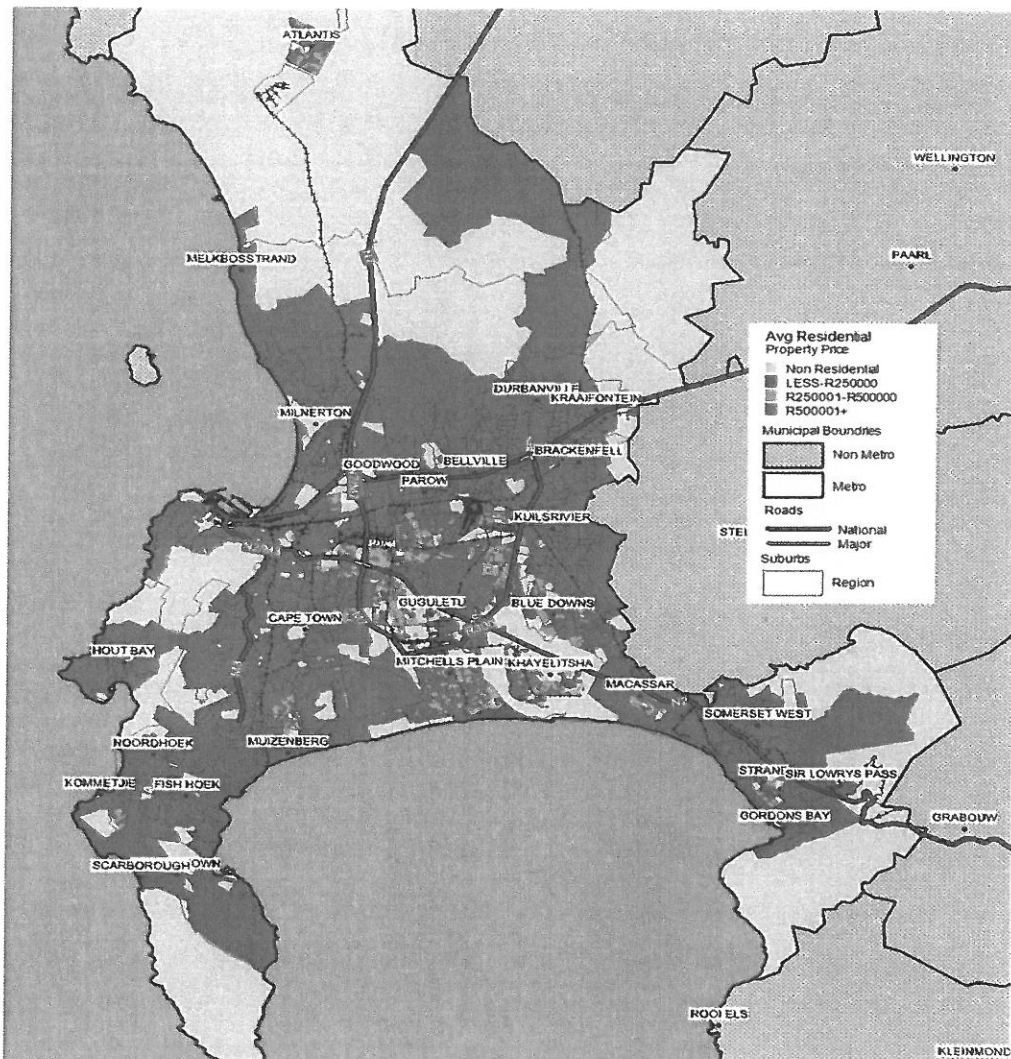 ATLANTIS
WELLINGTON
PAARL
MELKBOSSTRAND
Avg Residential
Property Price
Non Residential
LESS-R250000
R250001-R500000
R500001+
Municipal Boundries
Non Metro
Metro
Roads
National
Major
Suburbs
Region
DURBANVILLE
KRAAIFONTEIN
MILNERTON
BRACKENFELL
GOODWOOD
BELLVILLE
PAROW
KUILSRIVIER
GUGULETU
BLUE DOWNS
CAPE TOWN
HOUT BAY
MITCHELLS PLAIN
KHAYELITSHA
MACASSAR
SOMERSET WEST
NOORDHOEK
MUIZENBERG
KOMMETJIE
FISH HOEK
STRAND
SIR LOWRYS PASS
GORDONS BAY
GRABOUW
SCARBOROUGH
OWN
ROOI ELS
KLEINMOND